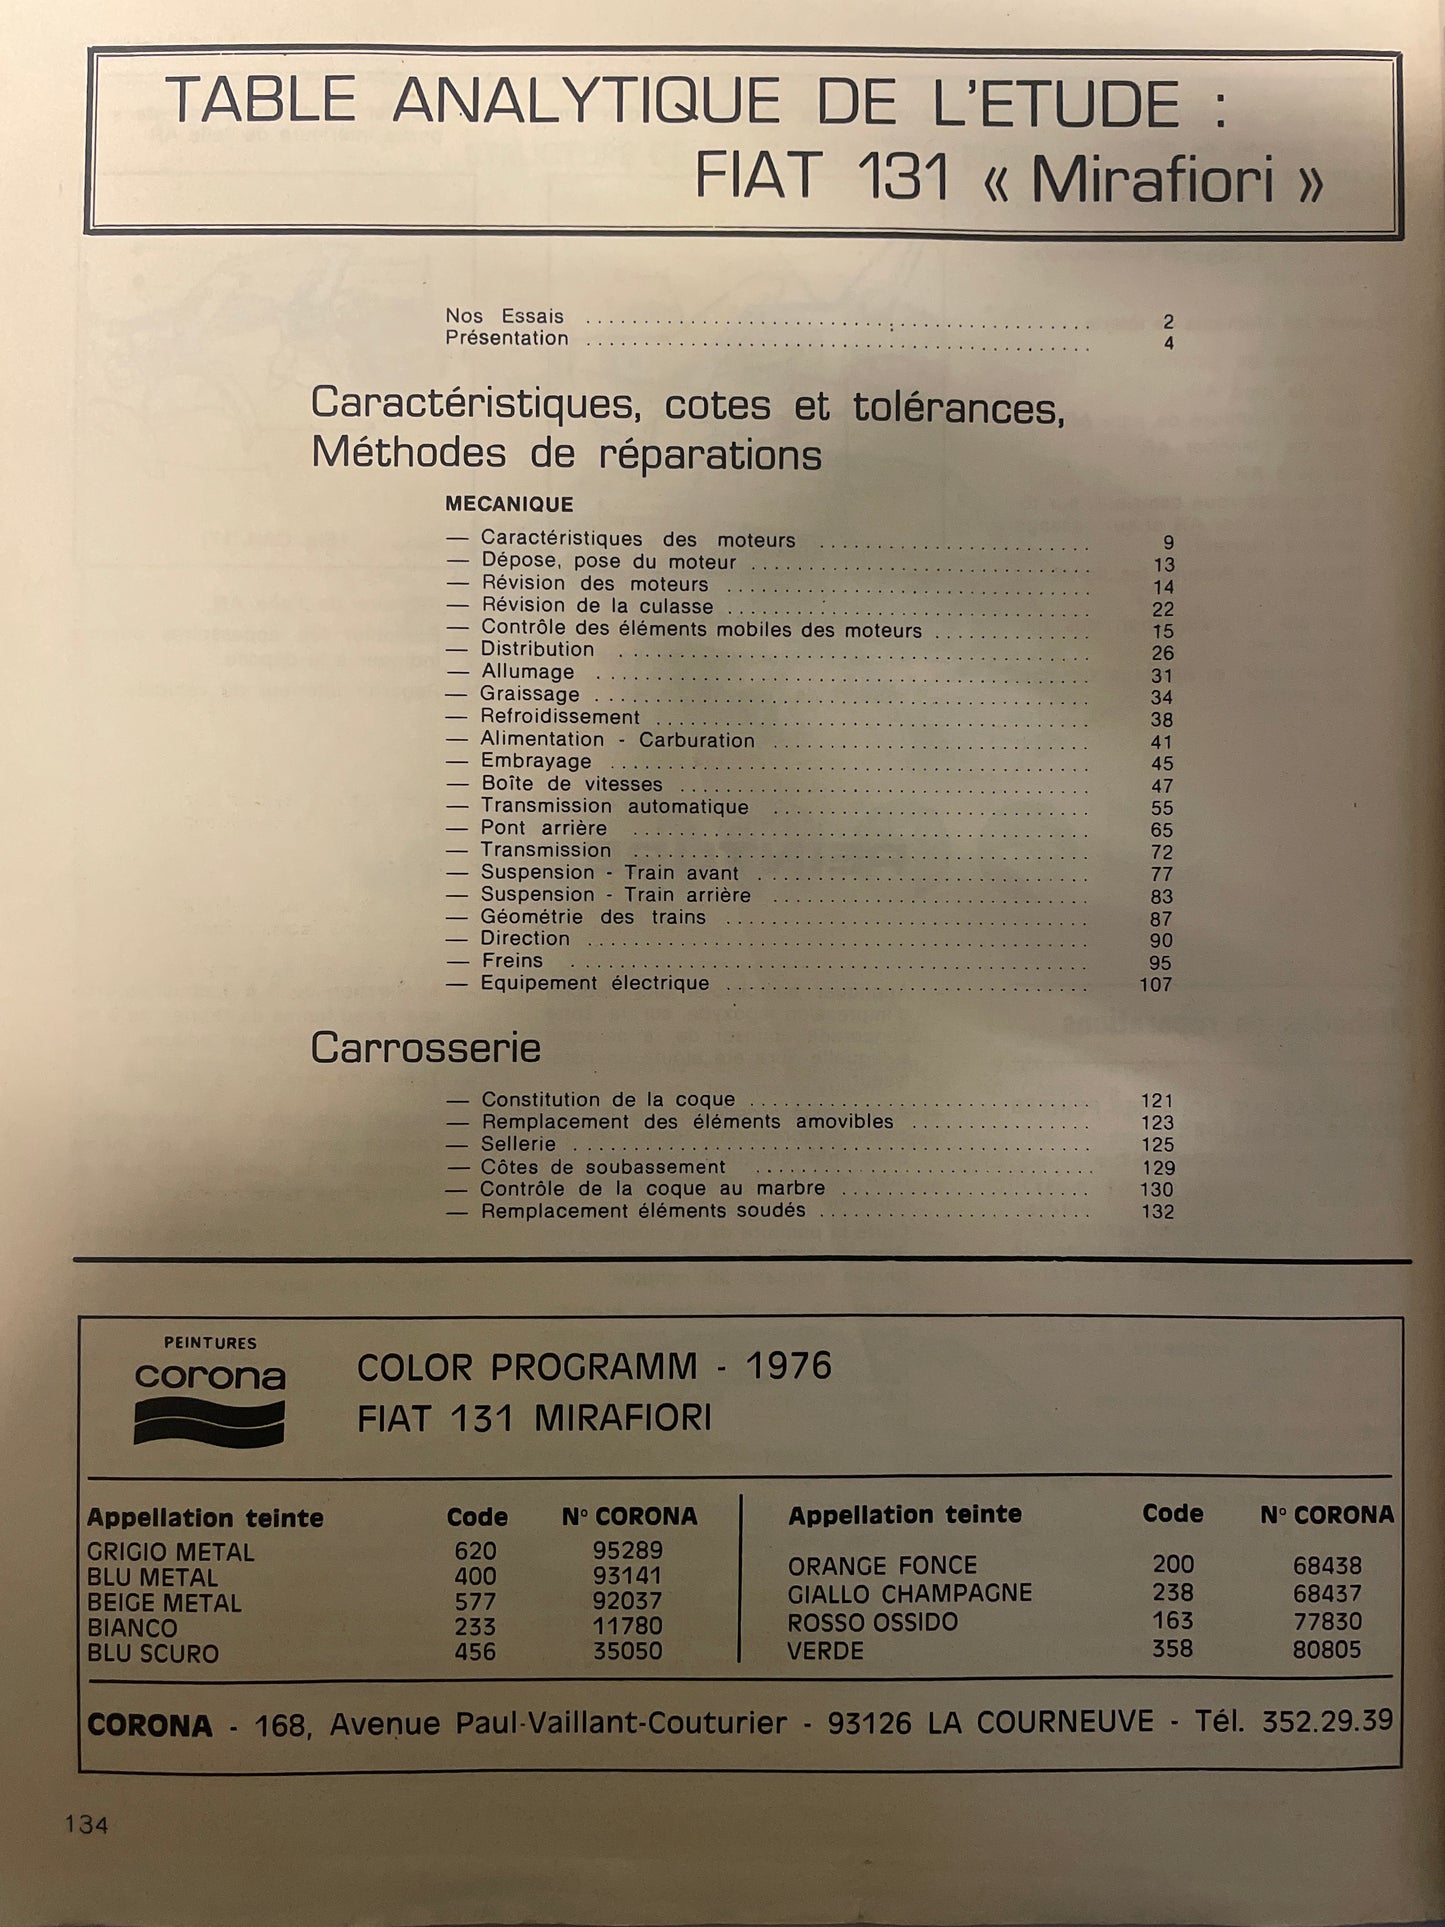 TABLE ANALYTIQUE DE L'ETUDE :
FIAT 131 « Mirafiori »
Nos Essais .......... 2
Présentation .......... 4
Caractéristiques, cotes et tolérances,
Méthodes de réparations
MECANIQUE
— Caractéristiques des moteurs .......... 9
— Dépose, pose du moteur .......... 13
— Révision des moteurs .......... 14
— Révision de la culasse .......... 22
— Contrôle des éléments mobiles des moteurs .......... 15
— Distribution .......... 26
— Allumage .......... 31
— Graissage .......... 34
— Refroidissement .......... 38
— Alimentation - Carburation .......... 41
— Embrayage .......... 45
— Boîte de vitesses .......... 47
— Transmission automatique .......... 55
— Pont arrière .......... 65
— Transmission .......... 72
— Suspension - Train avant .......... 77
— Suspension - Train arrière .......... 83
— Géométrie des trains .......... 87
— Direction .......... 90
— Freins .......... 95
— Equipement électrique .......... 107
Carrosserie
— Constitution de la coque .......... 121
— Remplacement des éléments amovibles .......... 123
— Sellerie .......... 125
— Côtes de soubassement .......... 129
— Contrôle de la coque au marbre .......... 130
— Remplacement éléments soudés .......... 132
PEINTURES
corona
COLOR PROGRAMM - 1976
FIAT 131 MIRAFIORI
Appellation teinte Code N° CORONA
GRIGIO METAL 620 95289
BLU METAL 400 93141
BEIGE METAL 577 92037
BIANCO 233 11780
BLU SCURO 456 35050
Appellation teinte Code N° CORONA
ORANGE FONCE 200 68438
GIALLO CHAMPAGNE 238 68437
ROSSO OSSIDO 163 77830
VERDE 358 80805
CORONA - 168, Avenue Paul-Vaillant-Couturier - 93126 LA COURNEUVE - Tél. 352.29.39
134